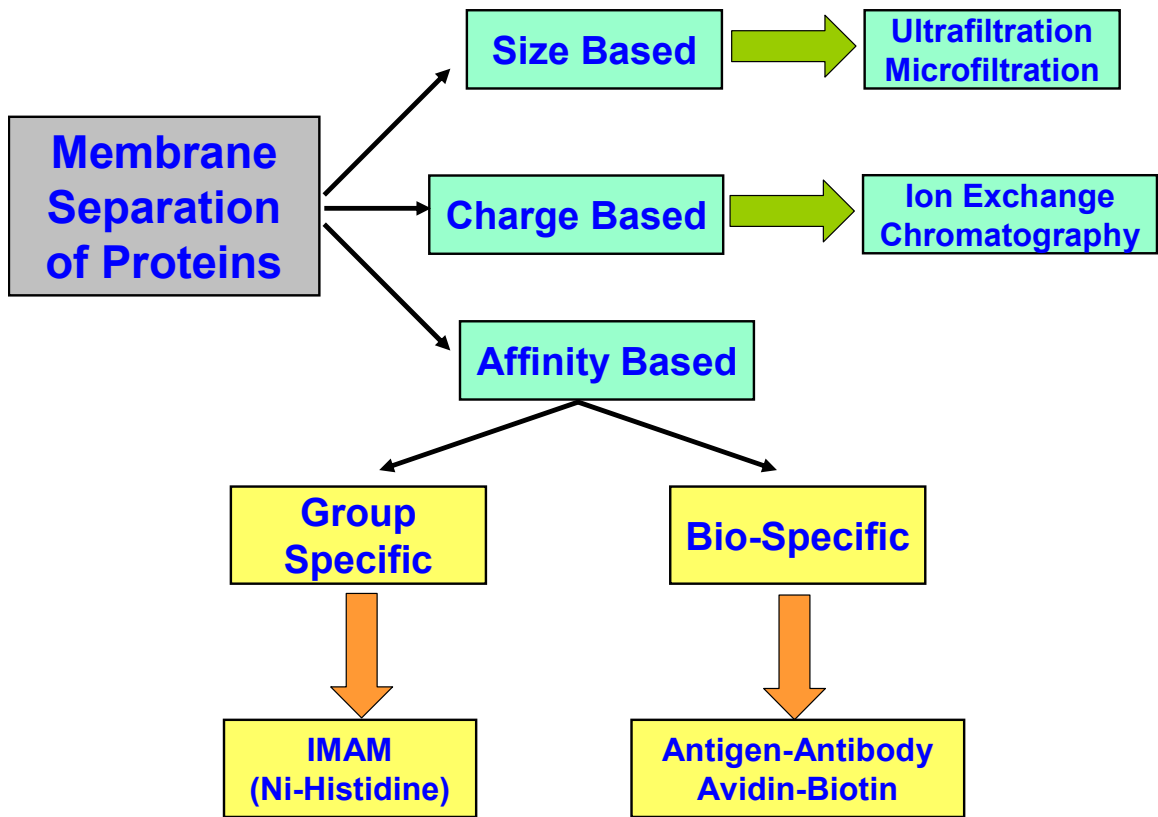 Membrane
Separation
of Proteins
Size Based
Ultrafiltration
Microfiltration
Charge Based
Ion Exchange
Chromatography
Affinity Based
Group
Specific
Bio-Specific
IMAM
(Ni-Histidine)
Antigen-Antibody
Avidin-Biotin